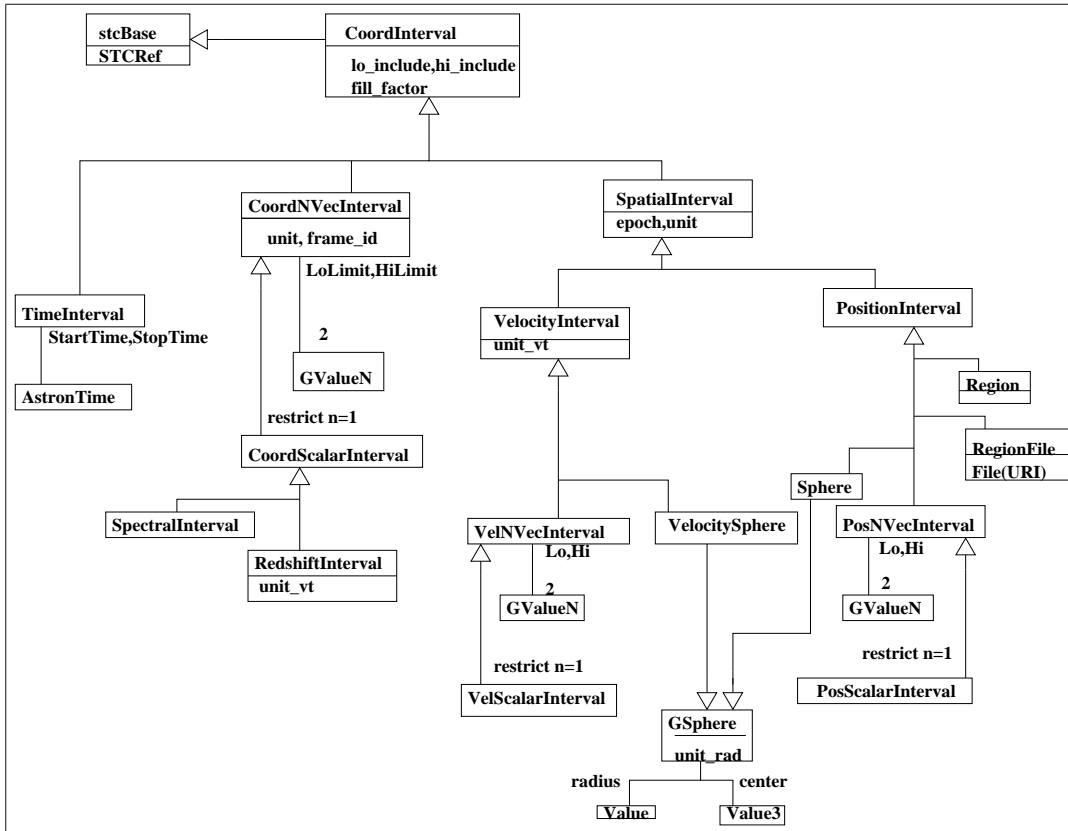 stcBase
STCRef
CoordInterval
lo_include,hi_include
fill_factor
CoordNVecInterval
unit, frame_id
LoLimit,HiLimit
SpatialInterval
epoch,unit
TimeInterval
StartTime,StopTime
2
GValueN
AstronTime
VelocityInterval
unit_vt
PositionInterval
Region
restrict n=1
CoordScalarInterval
RegionFile
File(URI)
Sphere
SpectralInterval
VelNVecInterval
Lo,Hi
VelocitySphere
PosNVecInterval
Lo,Hi
RedshiftInterval
unit_vt
2
GValueN
2
GValueN
restrict n=1
VelScalarInterval
restrict n=1
PosScalarInterval
GSphere
unit_rad
radius
center
Value
Value3